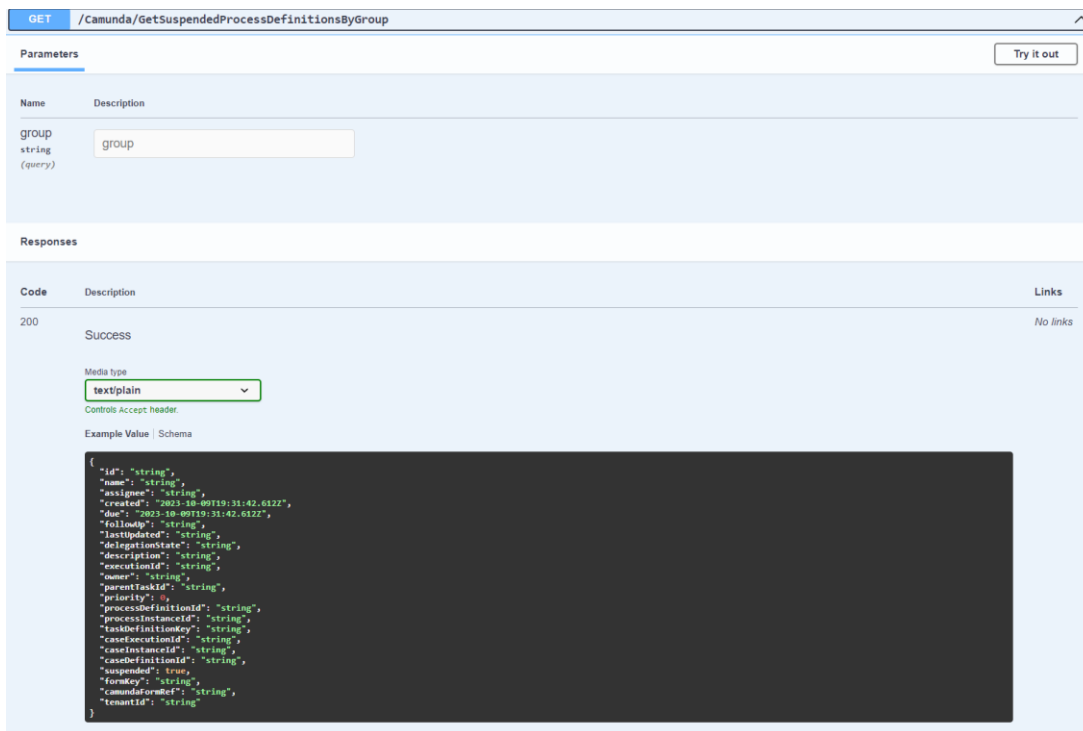 GET /Camunda/GetSuspendedProcessDefinitionsByGroup
Parameters
Try it out
Name Description
group
string
(query)
group
Responses
Code Description Links
200 Success No links
Media type
text/plain
Controls Accept header.
Example Value | Schema
{
"id": "string",
"name": "string",
"assignee": "string",
"created": "2023-10-09T19:31:42.612Z",
"due": "2023-10-09T19:31:42.612Z",
"followUp": "string",
"lastUpdated": "string",
"delegationState": "string",
"description": "string",
"executionId": "string",
"owner": "string",
"parentTaskId": "string",
"priority": 0,
"processDefinitionId": "string",
"processInstanceId": "string",
"taskDefinitionKey": "string",
"caseExecutionId": "string",
"caseInstanceId": "string",
"caseDefinitionId": "string",
"suspended": true,
"formKey": "string",
"camundaFormRef": "string",
"tenantId": "string"
}